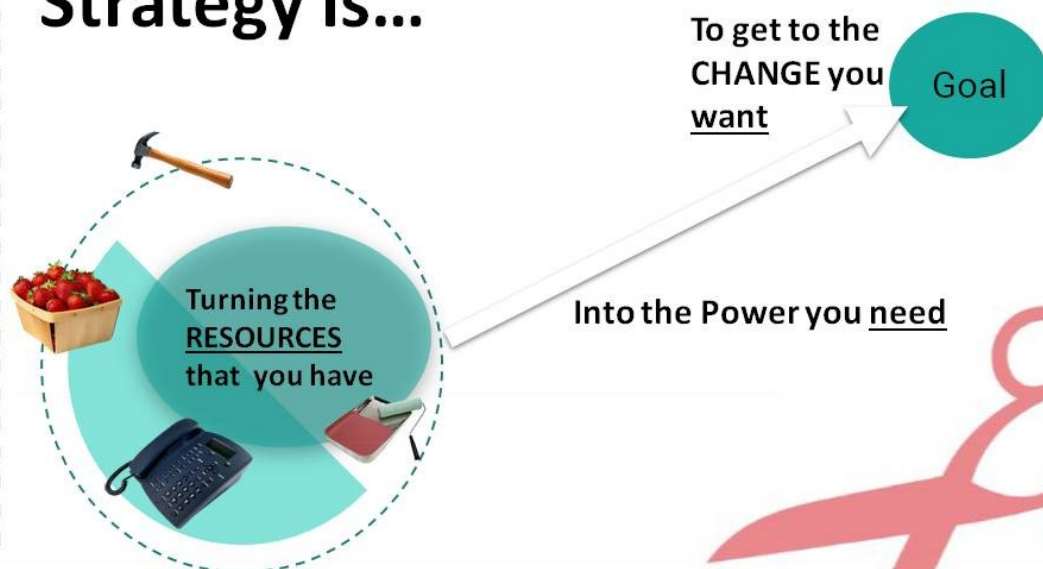 Strategy is...
Turning the
RESOURCES
that you have
Into the Power you need
To get to the
CHANGE you
want
Goal